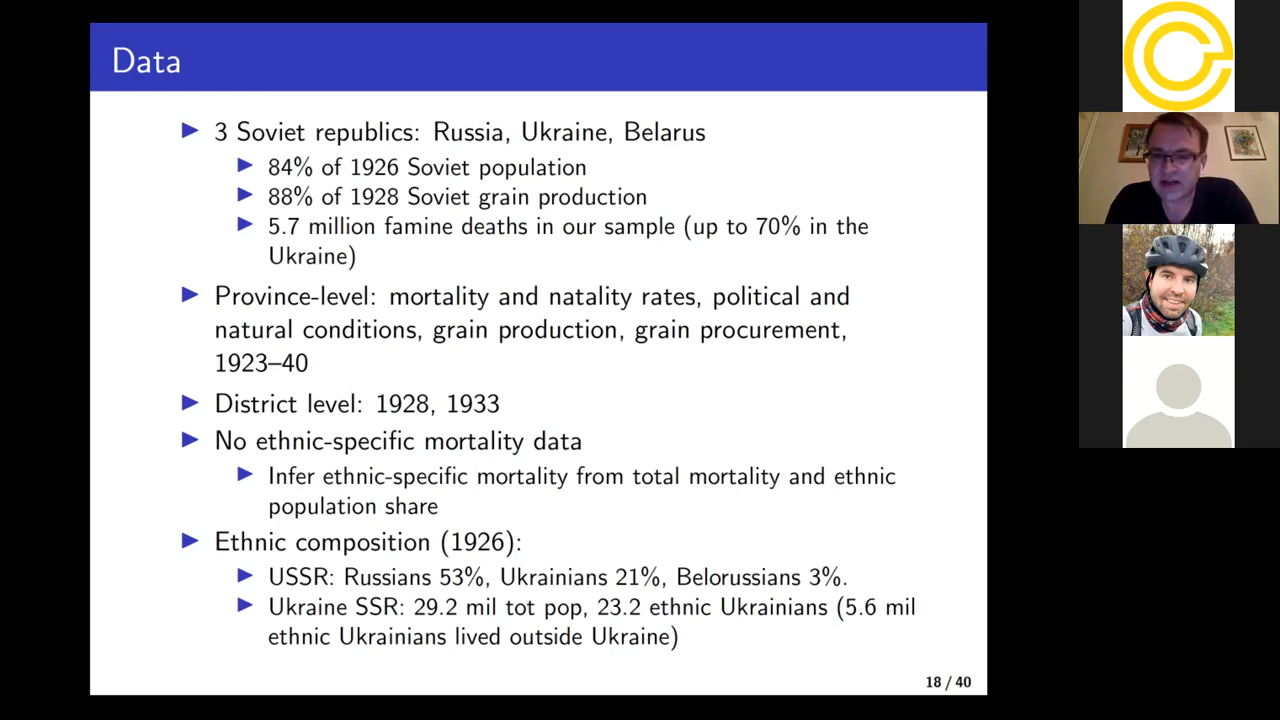 Data
3 Soviet republics: Russia, Ukraine, Belarus
84% of 1926 Soviet population
88% of 1928 Soviet grain production
5.7 million famine deaths in our sample (up to 70% in the
Ukraine)
Province-level: mortality and natality rates, political and
natural conditions, grain production, grain procurement,
1923–40
District level: 1928, 1933
No ethnic-specific mortality data
Infer ethnic-specific mortality from total mortality and ethnic
population share
Ethnic composition (1926):
USSR: Russians 53%, Ukrainians 21%, Belorussians 3%.
Ukraine SSR: 29.2 mil tot pop, 23.2 ethnic Ukrainians (5.6 mil
ethnic Ukrainians lived outside Ukraine)
18 / 40